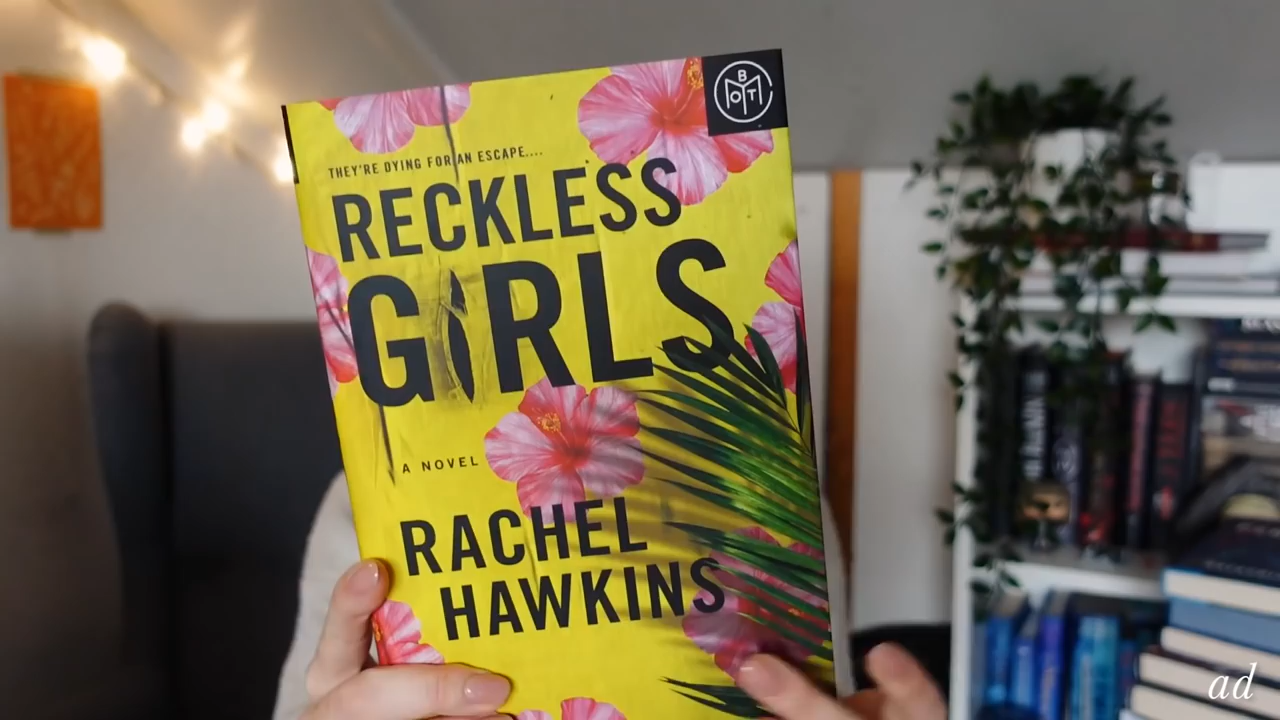 BOTM
THEY'RE DYING FOR AN ESCAPE....
RECKLESS
GIRLS
A NOVEL
RACHEL
HAWKINS
ad